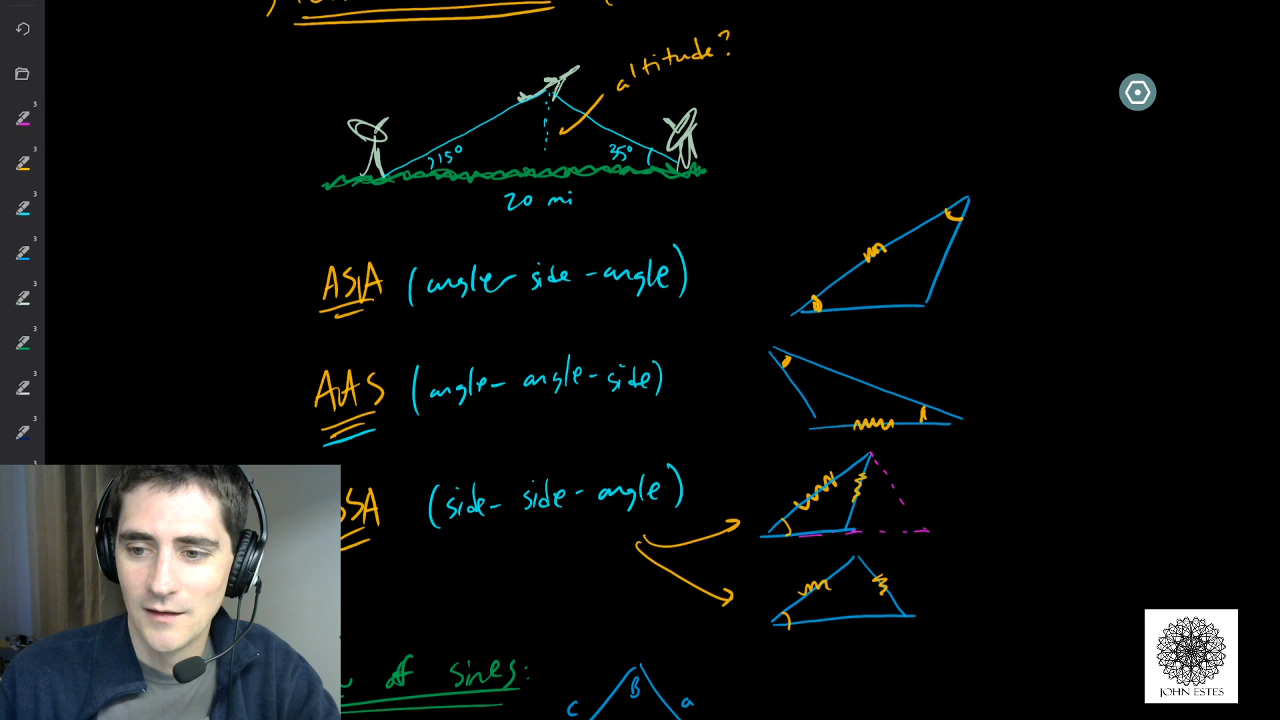 altitude?
15° 35°
20 mi
ASA (angle- side -angle)
AAS (angle- angle-side)
SA (side- side-angle)
of sines:
B
c a
JOHN ESTES